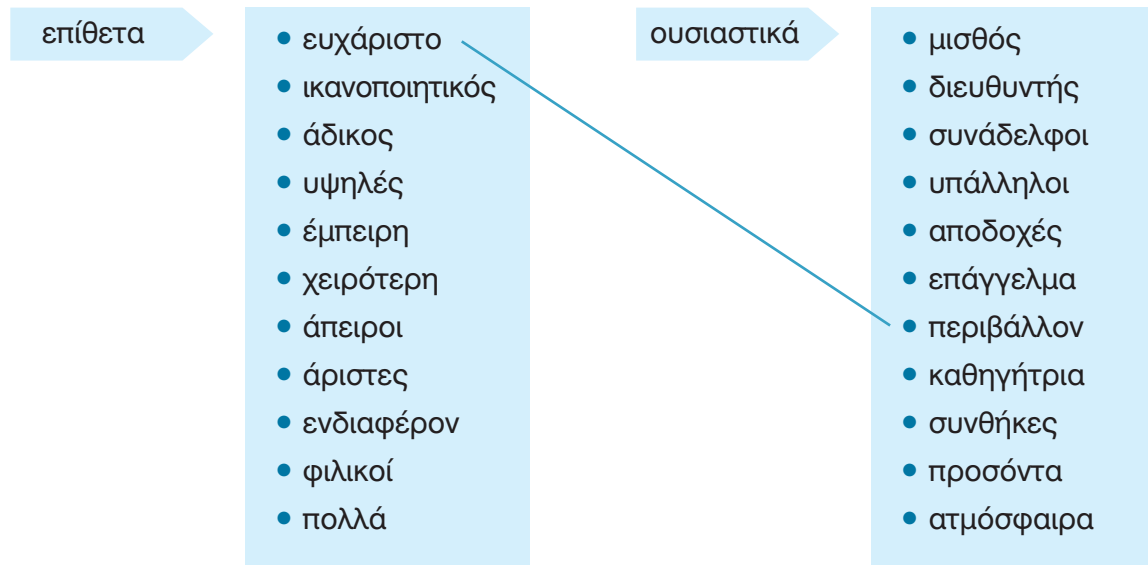 επίθετα
• ευχάριστο
• ικανοποιητικός
• άδικος
• υψηλές
• έμπειρη
• χειρότερη
• άπειροι
• άριστες
• ενδιαφέρον
• φιλικοί
• πολλά
ουσιαστικά
• μισθός
• διευθυντής
• συνάδελφοι
• υπάλληλοι
• αποδοχές
• επάγγελμα
• περιβάλλον
• καθηγήτρια
• συνθήκες
• προσόντα
• ατμόσφαιρα